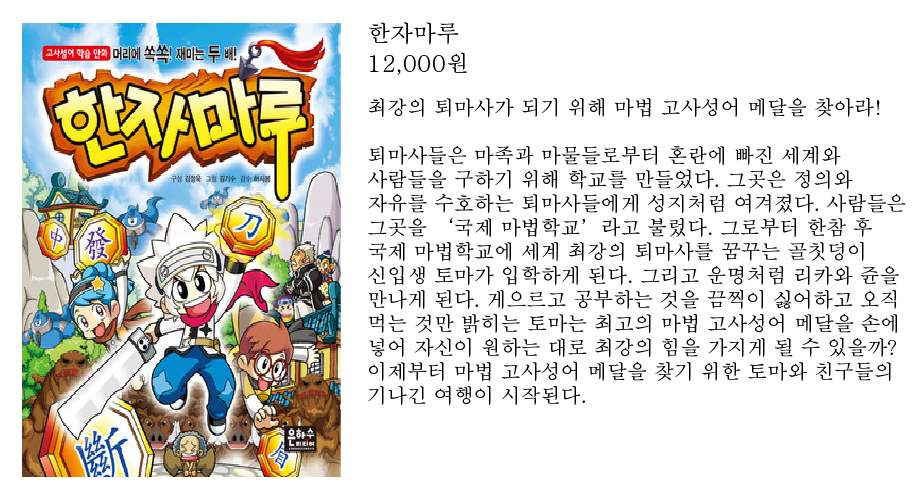 고사성어 학습 만화 머리에 쏙쏙! 재미는 두 배!
한자마루
구성 김정욱 그림 김기수 감수 허시봉
中
發
刀
斷
眉
은하수
미디어
한자마루
12,000원
최강의 퇴마사가 되기 위해 마법 고사성어 메달을 찾아라!
퇴마사들은 마족과 마물들로부터 혼란에 빠진 세계와
사람들을 구하기 위해 학교를 만들었다. 그곳은 정의와
자유를 수호하는 퇴마사들에게 성지처럼 여겨졌다. 사람들은
그곳을 ‘국제 마법학교’ 라고 불렀다. 그로부터 한참 후
국제 마법학교에 세계 최강의 퇴마사를 꿈꾸는 골칫덩이
신입생 토마가 입학하게 된다. 그리고 운명처럼 리카와 쥰을
만나게 된다. 게으르고 공부하는 것을 끔찍이 싫어하고 오직
먹는 것만 밝히는 토마는 최고의 마법 고사성어 메달을 손에
넣어 자신이 원하는 대로 최강의 힘을 가지게 될 수 있을까?
이제부터 마법 고사성어 메달을 찾기 위한 토마와 친구들의
기나긴 여행이 시작된다.